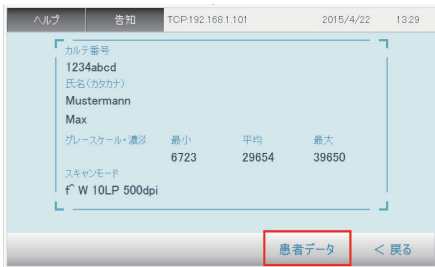 ヘルプ 告知 TCP:192.168.1.101 2015/4/22 13:29
カルテ番号
1234abcd
氏名(カタカナ)
Mustermann
Max
グレースケール・濃淡 最小 平均 最大
6723 29654 39650
スキャンモード
W 10LP 500dpi
患者データ < 戻る